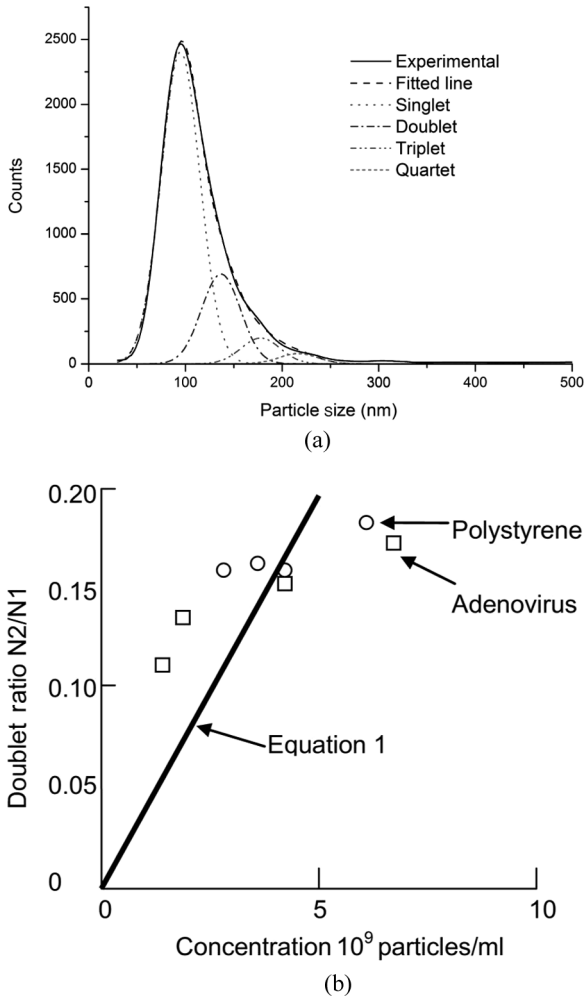 2500
2000
1500
1000
500
0
Counts
0 100 200 300 400 500
Particle size (nm)
Experimental
Fitted line
Singlet
Doublet
Triplet
Quartet
(a)
0.20
0.15
0.10
0.05
0
Doublet ratio N2/N1
Polystyrene
Adenovirus
Equation 1
0 5 10
Concentration 10⁹ particles/ml
(b)